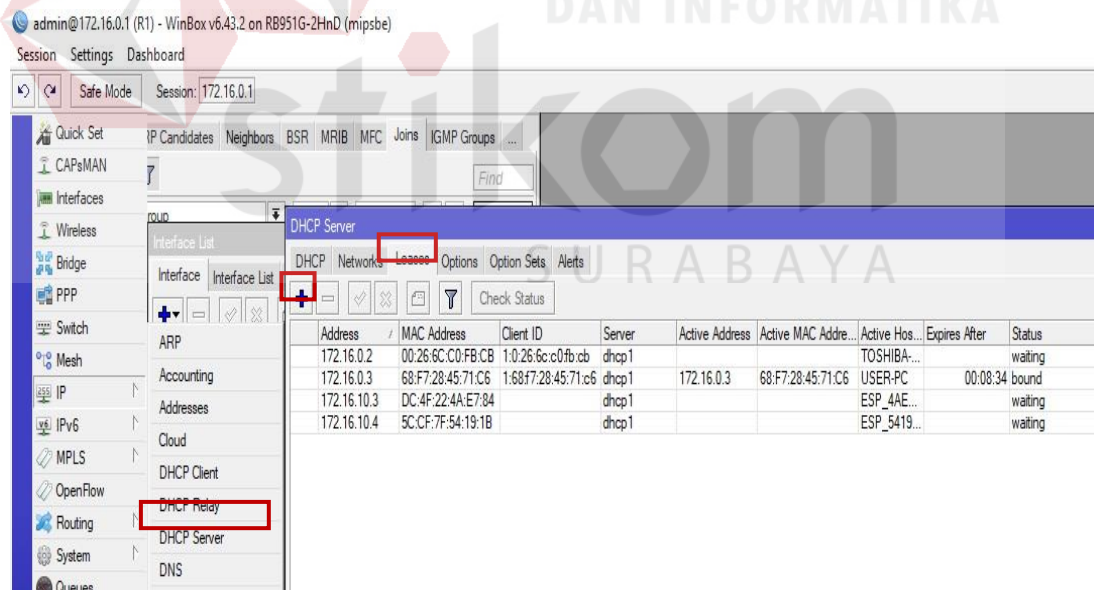 DAN INFORMATIKA
stikom
SURABAYA
admin@172.16.0.1 (R1) - WinBox v6.43.2 on RB951G-2HnD (mipsbe)
Session Settings Dashboard
Safe Mode Session: 172.16.0.1
Quick Set
CAPsMAN
Interfaces
Wireless
Bridge
PPP
Switch
Mesh
IP
IPv6
MPLS
OpenFlow
Routing
System
Queues
RP Candidates Neighbors BSR MRIB MFC Joins IGMP Groups ...
Find
roup
Interface List
Interface Interface List
ARP
Accounting
Addresses
Cloud
DHCP Client
DHCP Relay
DHCP Server
DNS
DHCP Server
DHCP Networks Leases Options Option Sets Alerts
Check Status
Address / MAC Address Client ID Server Active Address Active MAC Addre... Active Hos... Expires After Status
172.16.0.2 00:26:6C:C0:FB:CB 1:0:26:6c:c0:fb:cb dhcp1 TOSHIBA-... waiting
172.16.0.3 68:F7:28:45:71:C6 1:68:f7:28:45:71:c6 dhcp1 172.16.0.3 68:F7:28:45:71:C6 USER-PC 00:08:34 bound
172.16.10.3 DC:4F:22:4A:E7:84 dhcp1 ESP_4AE... waiting
172.16.10.4 5C:CF:7F:54:19:1B dhcp1 ESP_5419... waiting